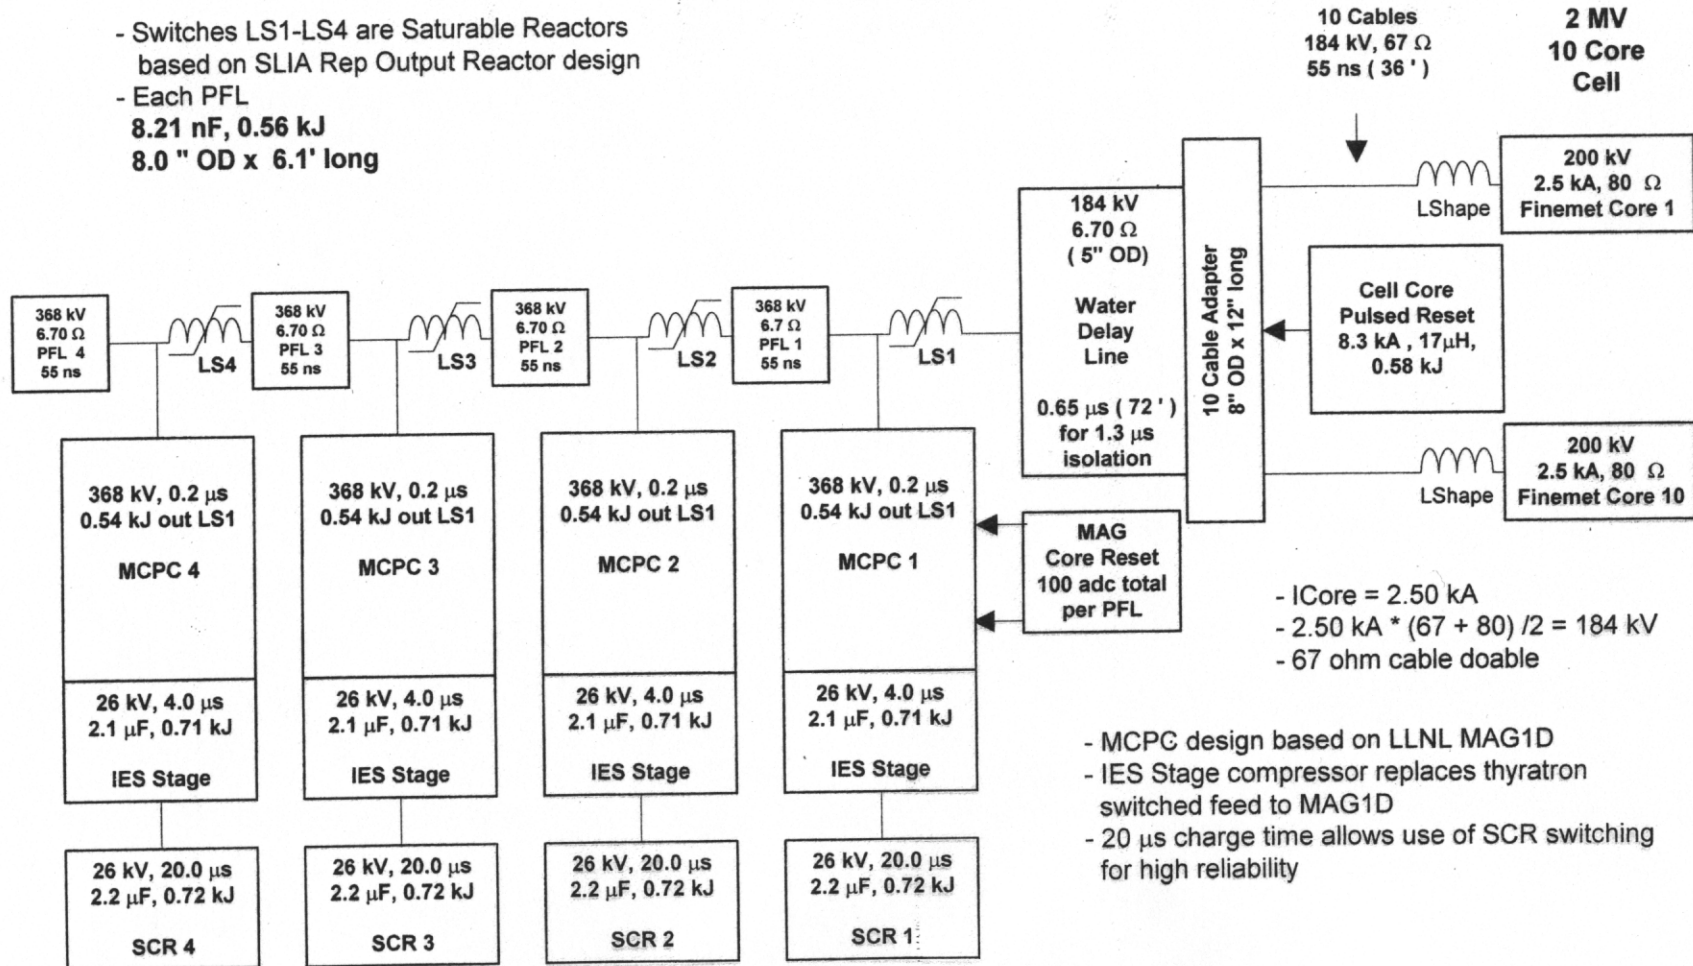 - Switches LS1-LS4 are Saturable Reactors
based on SLIA Rep Output Reactor design
- Each PFL
8.21 nF, 0.56 kJ
8.0 " OD x 6.1' long
10 Cables
184 kV, 67 Ω
55 ns ( 36 ' )
2 MV
10 Core
Cell
200 kV
2.5 kA, 80 Ω
Finemet Core 1
LShape
184 kV
6.70 Ω
( 5" OD)
Water
Delay
Line
0.65 μs ( 72 ' )
for 1.3 μs
isolation
10 Cable Adapter
8" OD x 12" long
Cell Core
Pulsed Reset
8.3 kA , 17μH,
0.58 kJ
200 kV
2.5 kA, 80 Ω
Finemet Core 10
LShape
368 kV
6.70 Ω
PFL 4
55 ns
LS4
368 kV
6.70 Ω
PFL 3
55 ns
LS3
368 kV
6.70 Ω
PFL 2
55 ns
LS2
368 kV
6.7 Ω
PFL 1
55 ns
LS1
368 kV, 0.2 μs
0.54 kJ out LS1
MCPC 4
368 kV, 0.2 μs
0.54 kJ out LS1
MCPC 3
368 kV, 0.2 μs
0.54 kJ out LS1
MCPC 2
368 kV, 0.2 μs
0.54 kJ out LS1
MCPC 1
MAG
Core Reset
100 adc total
per PFL
- ICore = 2.50 kA
- 2.50 kA * (67 + 80) /2 = 184 kV
- 67 ohm cable doable
26 kV, 4.0 μs
2.1 μF, 0.71 kJ
IES Stage
26 kV, 4.0 μs
2.1 μF, 0.71 kJ
IES Stage
26 kV, 4.0 μs
2.1 μF, 0.71 kJ
IES Stage
26 kV, 4.0 μs
2.1 μF, 0.71 kJ
IES Stage
- MCPC design based on LLNL MAG1D
- IES Stage compressor replaces thyratron
switched feed to MAG1D
- 20 μs charge time allows use of SCR switching
for high reliability
26 kV, 20.0 μs
2.2 μF, 0.72 kJ
SCR 4
26 kV, 20.0 μs
2.2 μF, 0.72 kJ
SCR 3
26 kV, 20.0 μs
2.2 μF, 0.72 kJ
SCR 2
26 kV, 20.0 μs
2.2 μF, 0.72 kJ
SCR 1